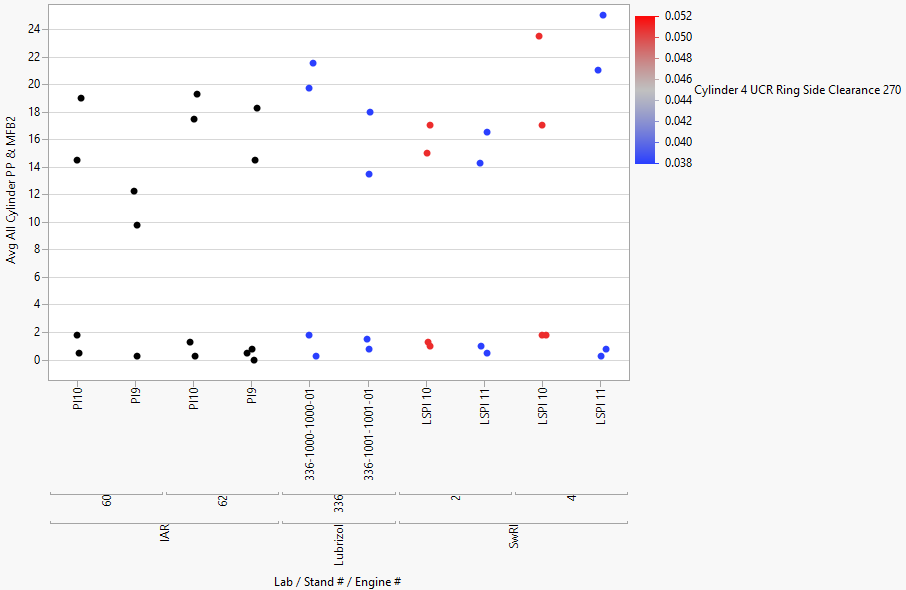 24
22
20
18
16
14
12
10
8
6
4
2
0
Avg All Cylinder PP & MFB2
0.052
0.050
0.048
0.046
0.044
0.042
0.040
0.038
Cylinder 4 UCR Ring Side Clearance 270
PI10
PI9
PI10
PI9
336-1000-1000-01
336-1001-1001-01
LSPI 10
LSPI 11
LSPI 10
LSPI 11
60
62
336
2
4
IAR
Lubrizol
SwRI
Lab / Stand # / Engine #